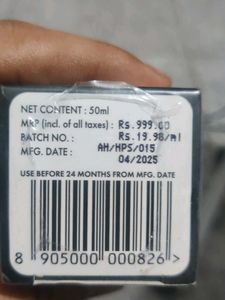 NET CONTENT : 50ml
MRP (incl. of all taxes) : Rs. 999.00
Rs.19.98/ml
BATCH NO. : AH/HPS/015
MFG. DATE : 04/2025
USE BEFORE 24 MONTHS FROM MFG. DATE
8 905000 000826 >